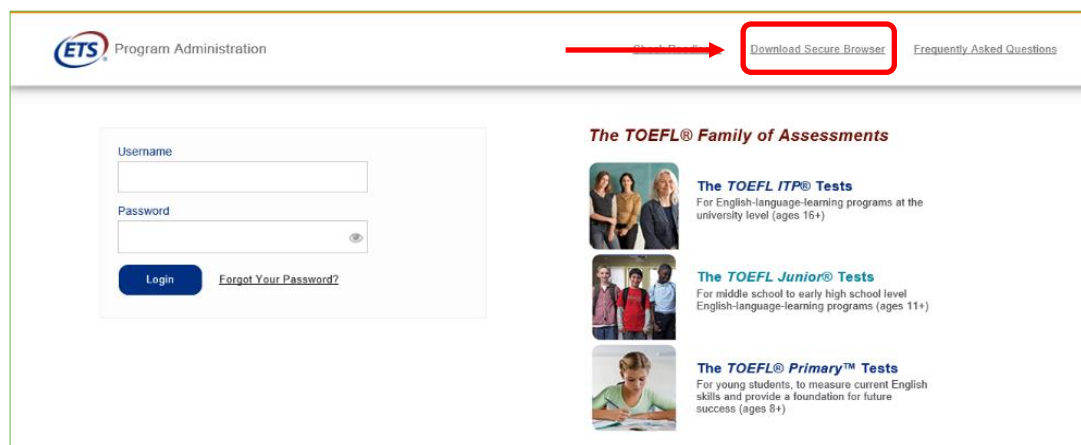 ETS Program Administration
Download Secure Browser
Frequently Asked Questions
Username
Password
Login
Forgot Your Password?
The TOEFL® Family of Assessments
The TOEFL ITP® Tests
For English-language-learning programs at the
university level (ages 16+)
The TOEFL Junior® Tests
For middle school to early high school level
English-language-learning programs (ages 11+)
The TOEFL® Primary™ Tests
For young students, to measure current English
skills and provide a foundation for future
success (ages 8+)